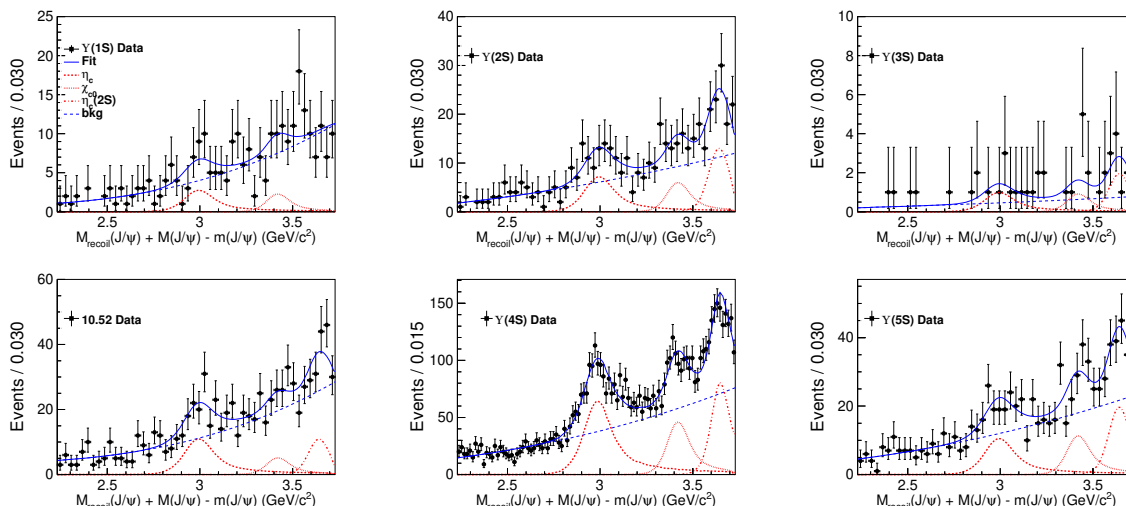 25
20
15
10
5
0
Events / 0.030
ϒ(1S) Data
Fit
η_c
χ_c0
η_c(2S)
bkg
2.5 3 3.5
M_recoil(J/ψ) + M(J/ψ) - m(J/ψ) (GeV/c²)
40
30
20
10
0
Events / 0.030
ϒ(2S) Data
2.5 3 3.5
M_recoil(J/ψ) + M(J/ψ) - m(J/ψ) (GeV/c²)
10
8
6
4
2
0
Events / 0.030
ϒ(3S) Data
2.5 3 3.5
M_recoil(J/ψ) + M(J/ψ) - m(J/ψ) (GeV/c²)
60
40
20
0
Events / 0.030
10.52 Data
2.5 3 3.5
M_recoil(J/ψ) + M(J/ψ) - m(J/ψ) (GeV/c²)
150
100
50
Events / 0.015
ϒ(4S) Data
2.5 3 3.5
M_recoil(J/ψ) + M(J/ψ) - m(J/ψ) (GeV/c²)
40
20
0
Events / 0.030
ϒ(5S) Data
2.5 3 3.5
M_recoil(J/ψ) + M(J/ψ) - m(J/ψ) (GeV/c²)